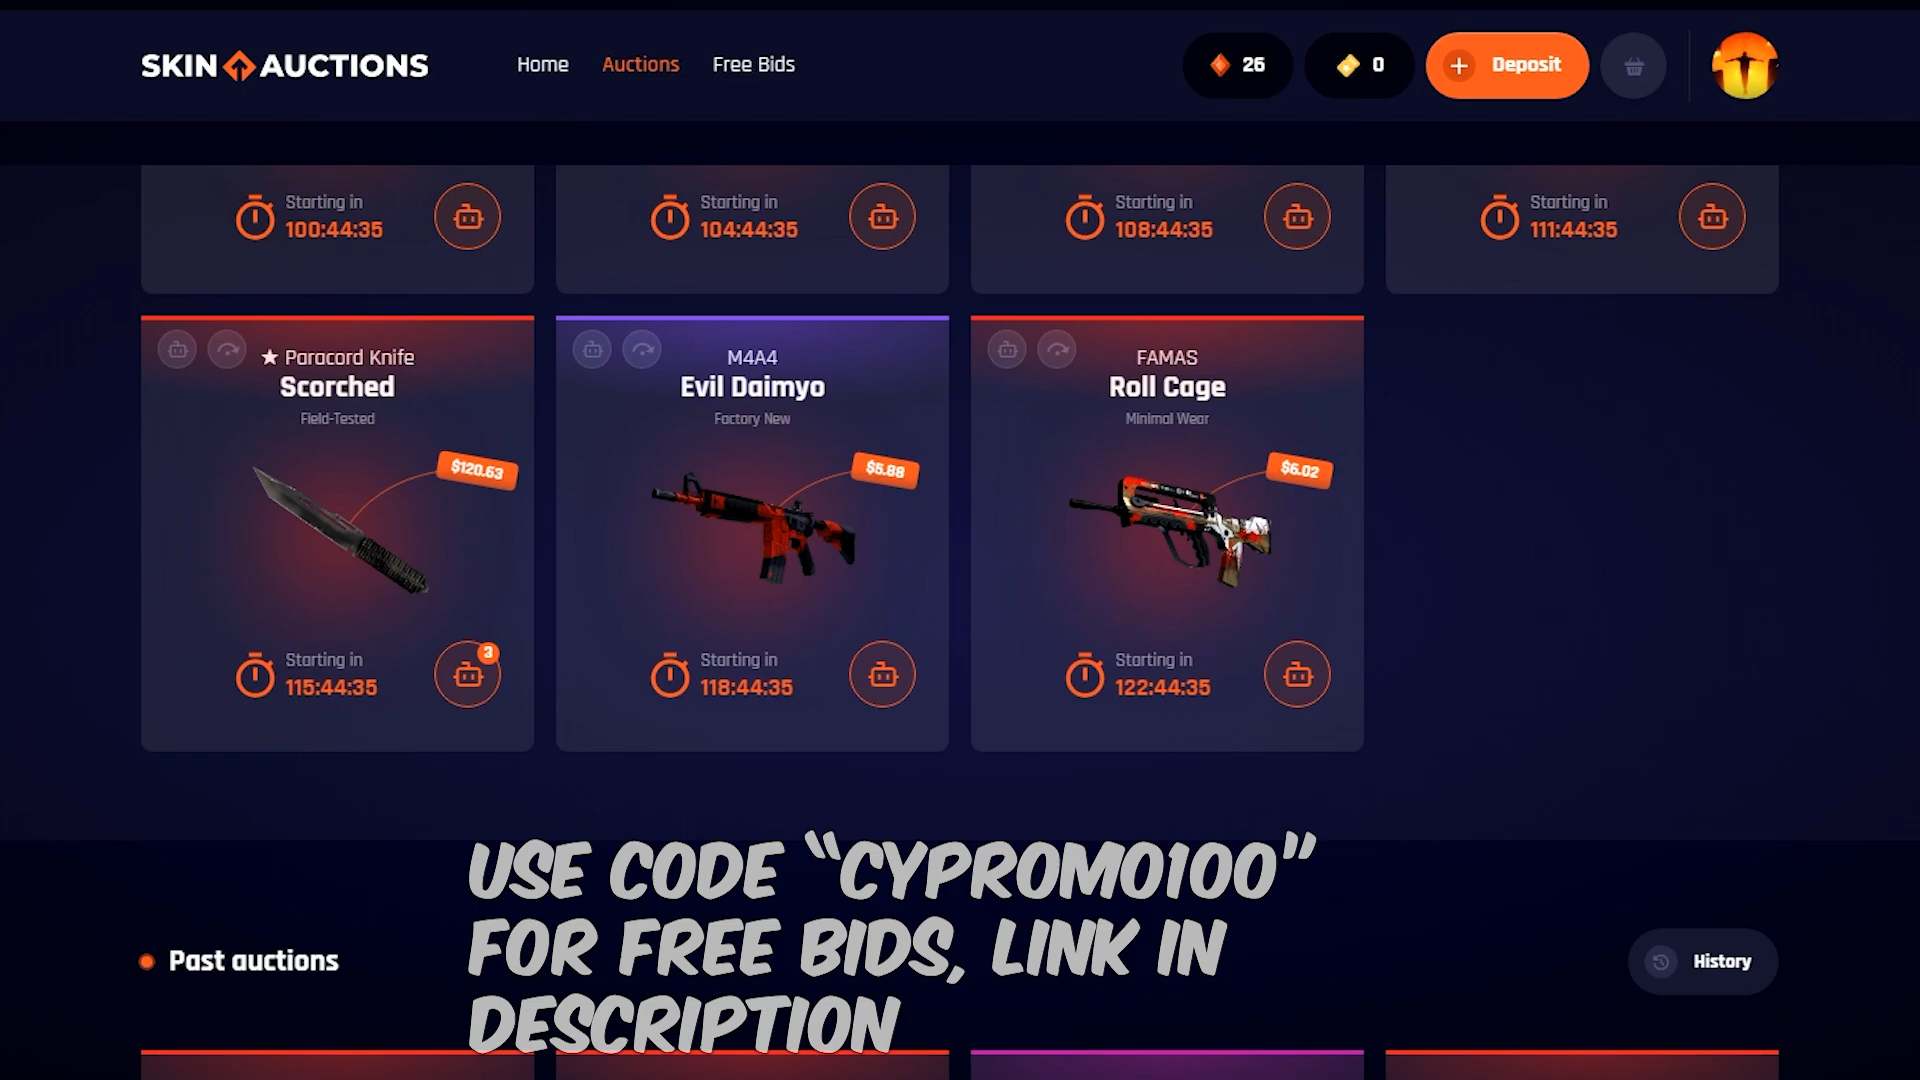 SKIN AUCTIONS
Home
Auctions
Free Bids
26
0
Deposit
Starting in
100:44:35
Starting in
104:44:35
Starting in
108:44:35
Starting in
111:44:35
★ Paracord Knife
Scorched
Field-Tested
$120.63
Starting in
115:44:35
3
M4A4
Evil Daimyo
Factory New
$5.88
Starting in
118:44:35
FAMAS
Roll Cage
Minimal Wear
$6.02
Starting in
122:44:35
USE CODE “CYPROMO100”
FOR FREE BIDS, LINK IN
DESCRIPTION
Past auctions
History